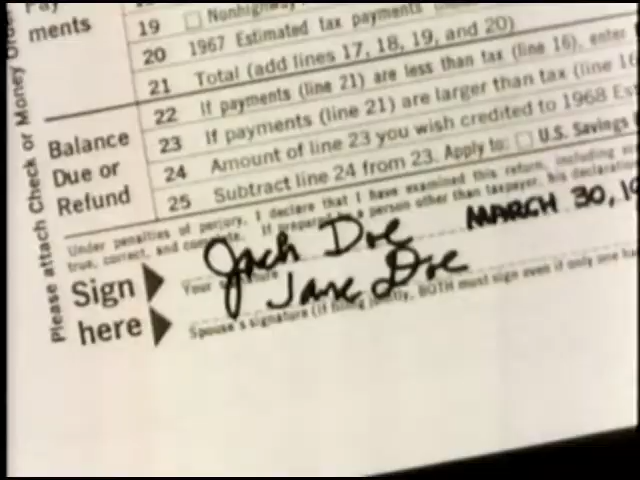 Pay
ments
19 Nonhighway
20 1967 Estimated tax payments
21 Total (add lines 17, 18, 19, and 20)
22 If payments (line 21) are less than tax (line 16), enter
Balance Due or Refund
23 If payments (line 21) are larger than tax (line 16
24 Amount of line 23 you wish credited to 1968 Es
25 Subtract line 24 from 23. Apply to: U.S. Savings
Under penalties of perjury, I declare that I have examined this return, including
true, correct, and complete. If prepared by a person other than taxpayer, his declaration
Jack Doe MARCH 30, 19
Sign here
Your signature
Jane Doe
Spouse's signature (if filing jointly, BOTH must sign even if only one ha
Please attach Check or Money Order